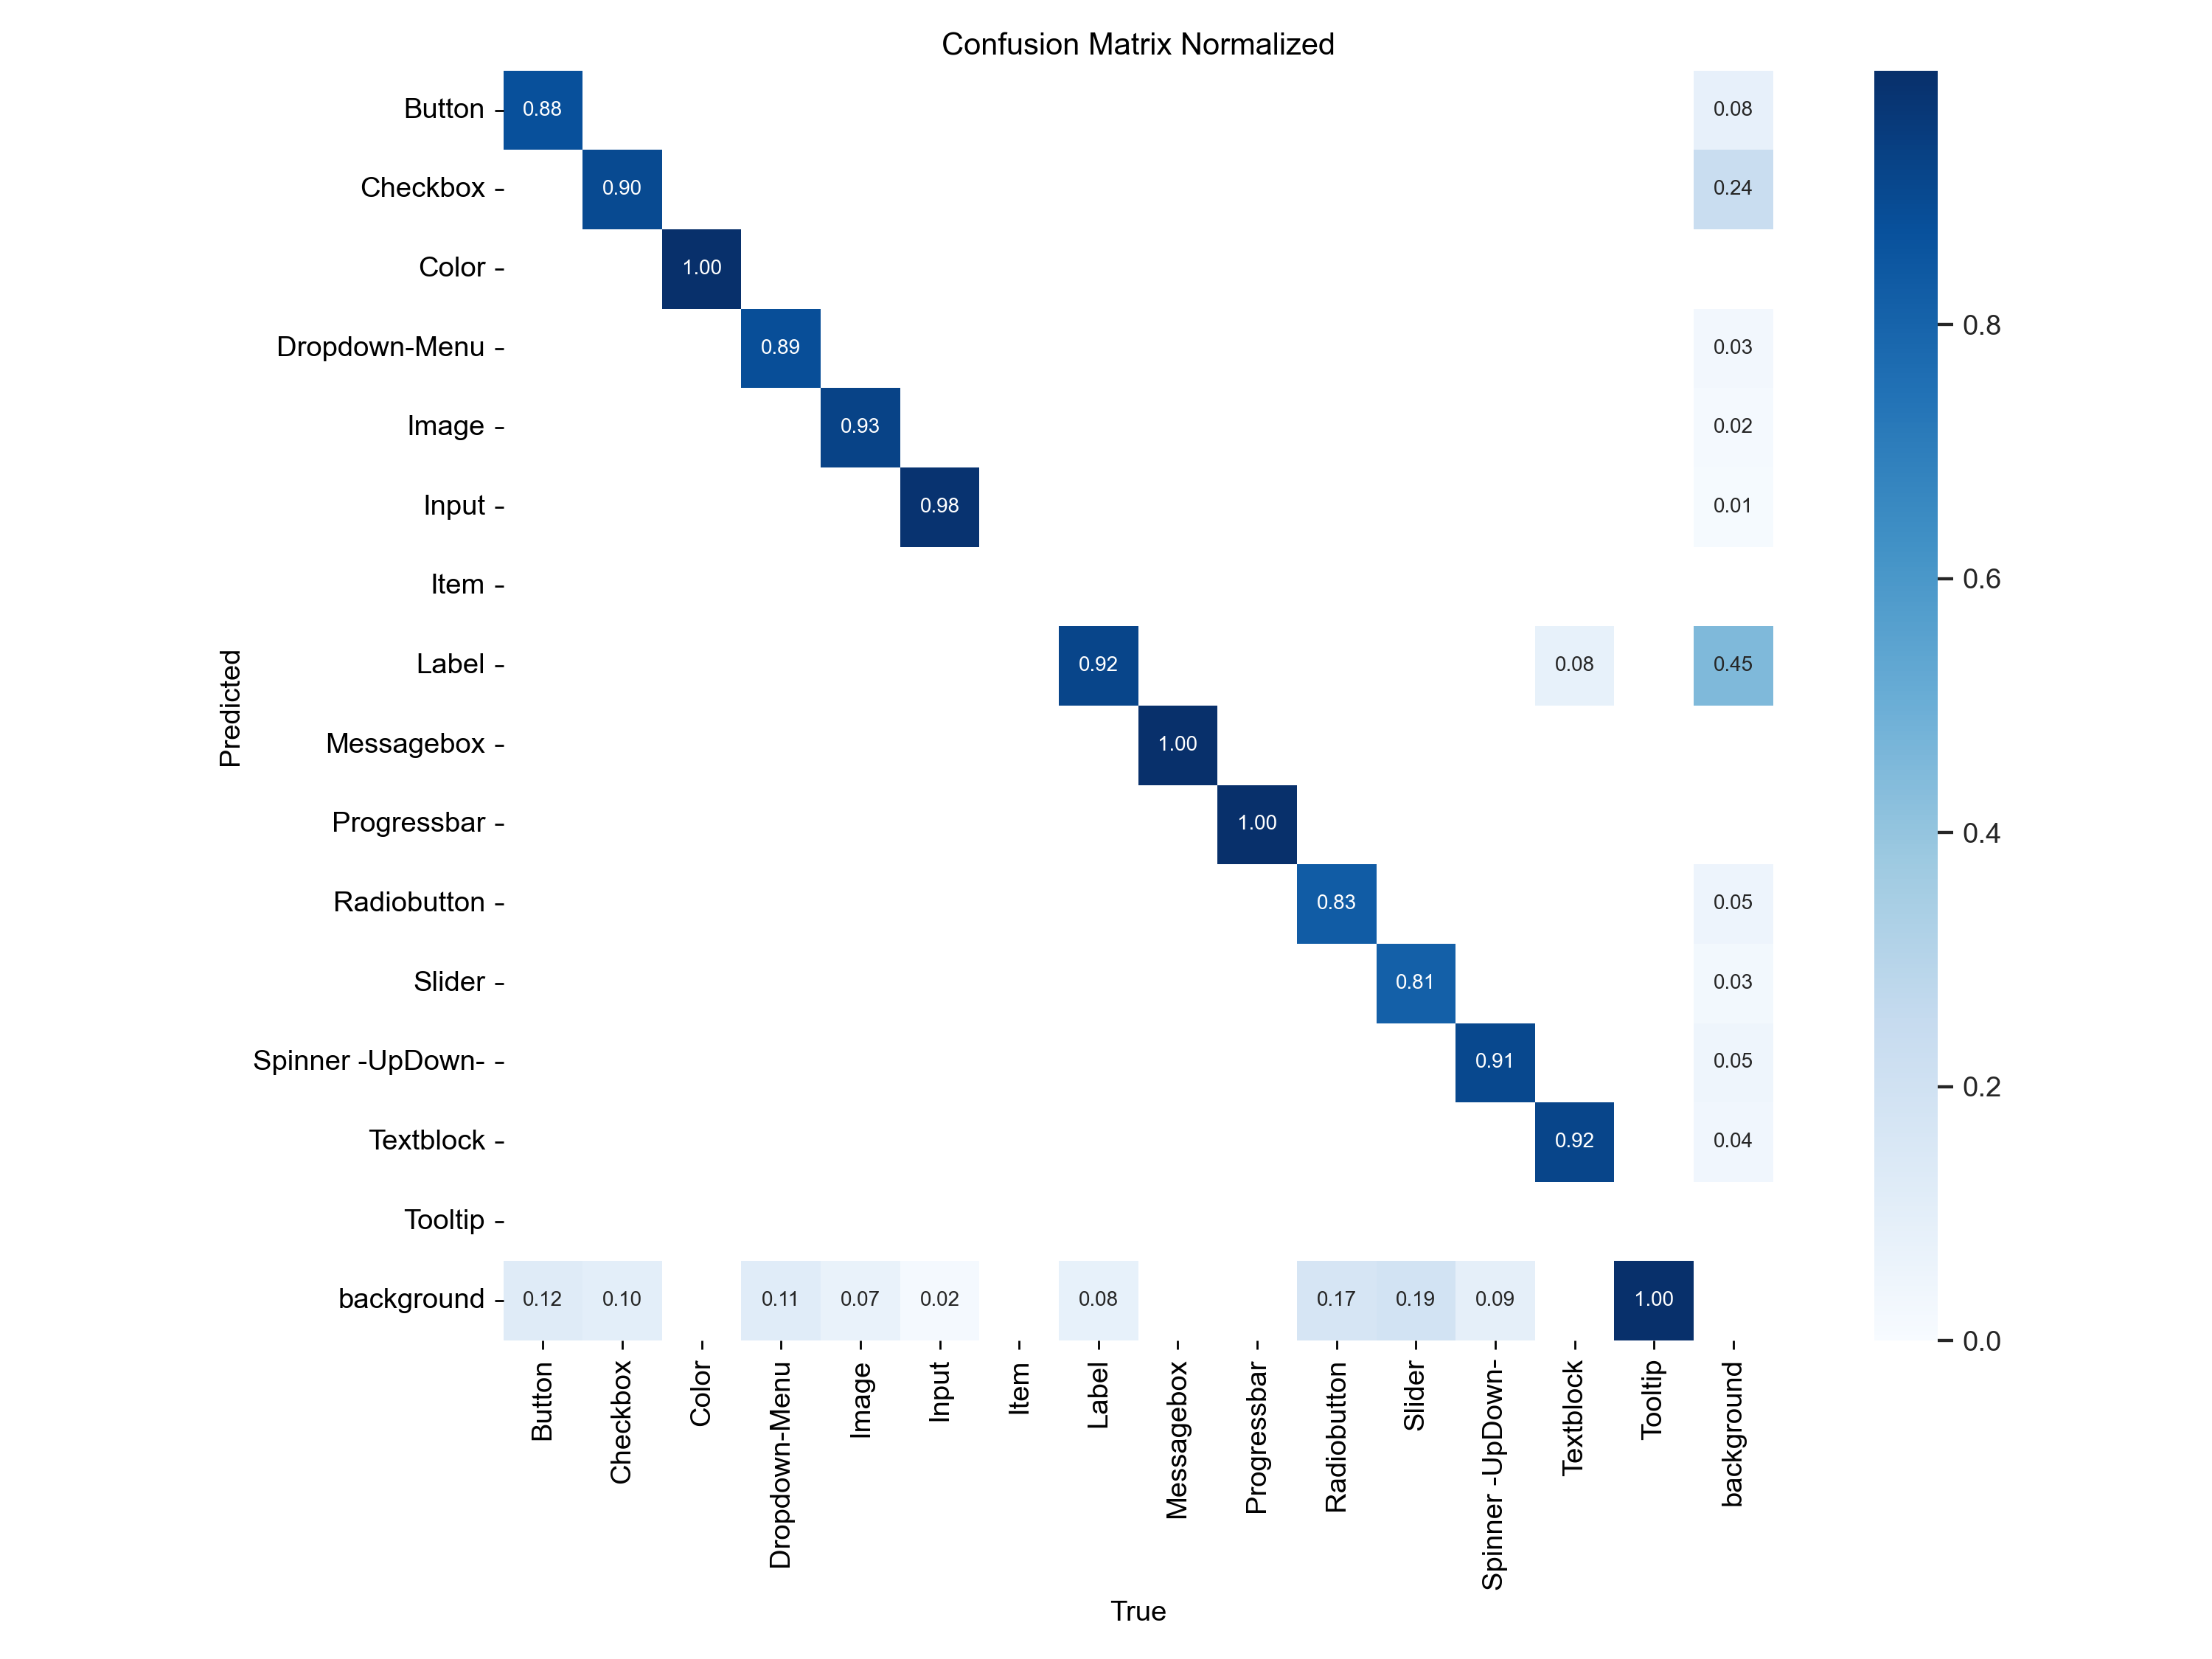 Confusion Matrix Normalized
Predicted
Button 0.88 0.08
Checkbox 0.90 0.24
Color 1.00
Dropdown-Menu 0.89 0.03
Image 0.93 0.02
Input 0.98 0.01
Item
Label 0.92 0.08 0.45
Messagebox 1.00
Progressbar 1.00
Radiobutton 0.83 0.05
Slider 0.81 0.03
Spinner -UpDown- 0.91 0.05
Textblock 0.92 0.04
Tooltip
background 0.12 0.10 0.11 0.07 0.02 0.08 0.17 0.19 0.09 1.00
Button
Checkbox
Color
Dropdown-Menu
Image
Input
Item
Label
Messagebox
Progressbar
Radiobutton
Slider
Spinner -UpDown-
Textblock
Tooltip
background
True
0.8
0.6
0.4
0.2
0.0